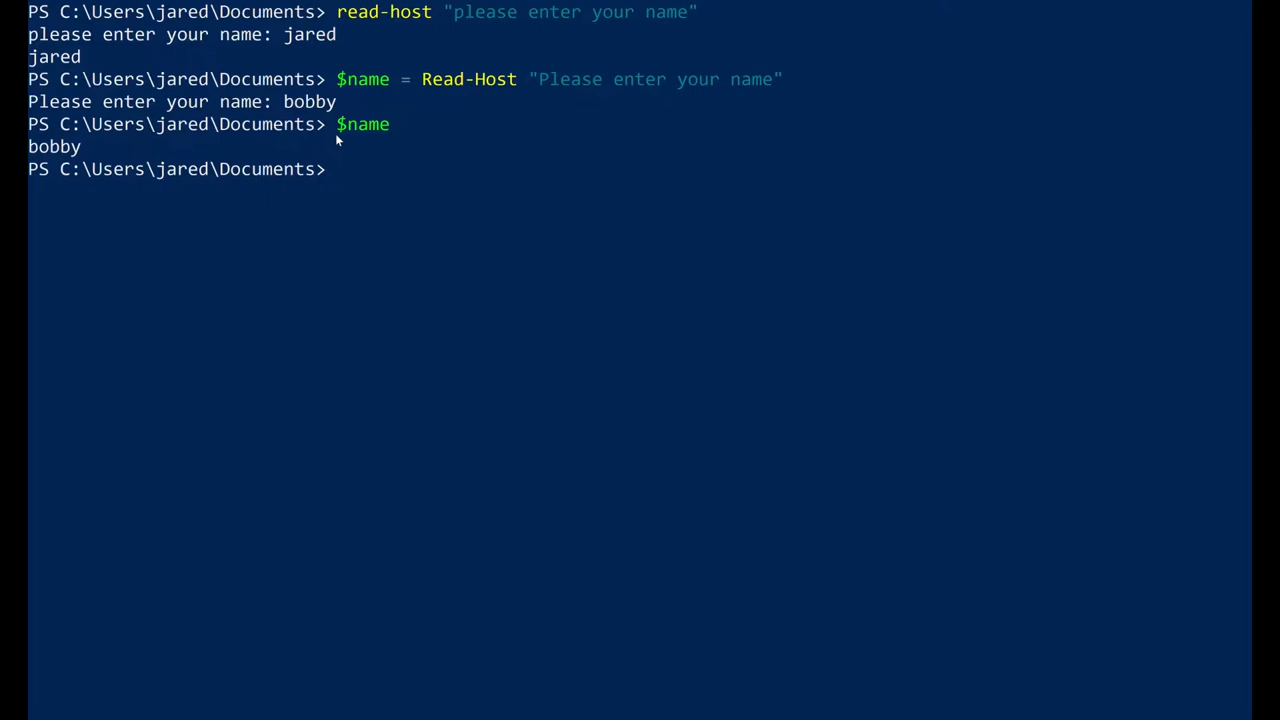 PS C:\Users\jared\Documents> read-host "please enter your name"
please enter your name: jared
jared
PS C:\Users\jared\Documents> $name = Read-Host "Please enter your name"
Please enter your name: bobby
PS C:\Users\jared\Documents> $name
bobby
PS C:\Users\jared\Documents>